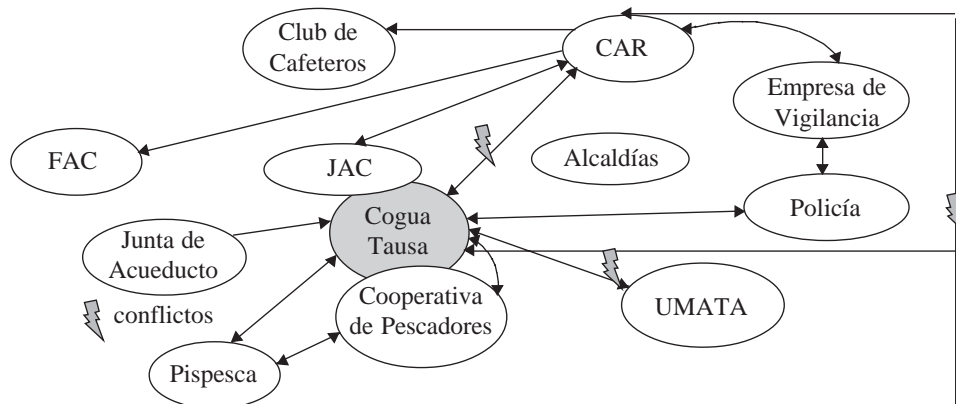 Club de
Cafeteros
CAR
Empresa de
Vigilancia
FAC
JAC
Alcaldías
Policía
Cogua
Tausa
Junta de
Acueducto
conflictos
Cooperativa
de Pescadores
UMATA
Pispesca